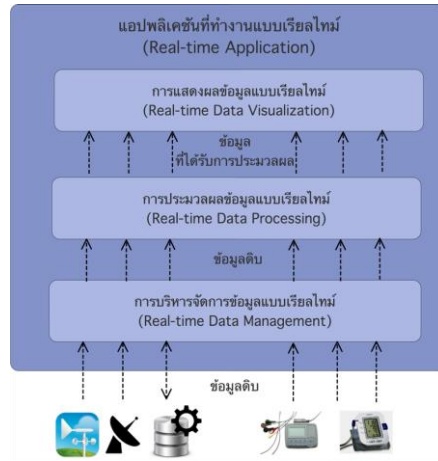 แอปพลิเคชันที่ทำงานแบบเรียลไทม์
(Real-time Application)
การแสดงผลข้อมูลแบบเรียลไทม์
(Real-time Data Visualization)
ข้อมูล
ที่ได้รับการประมวลผล
การประมวลผลข้อมูลแบบเรียลไทม์
(Real-time Data Processing)
ข้อมูลดิบ
การบริหารจัดการข้อมูลแบบเรียลไทม์
(Real-time Data Management)
ข้อมูลดิบ